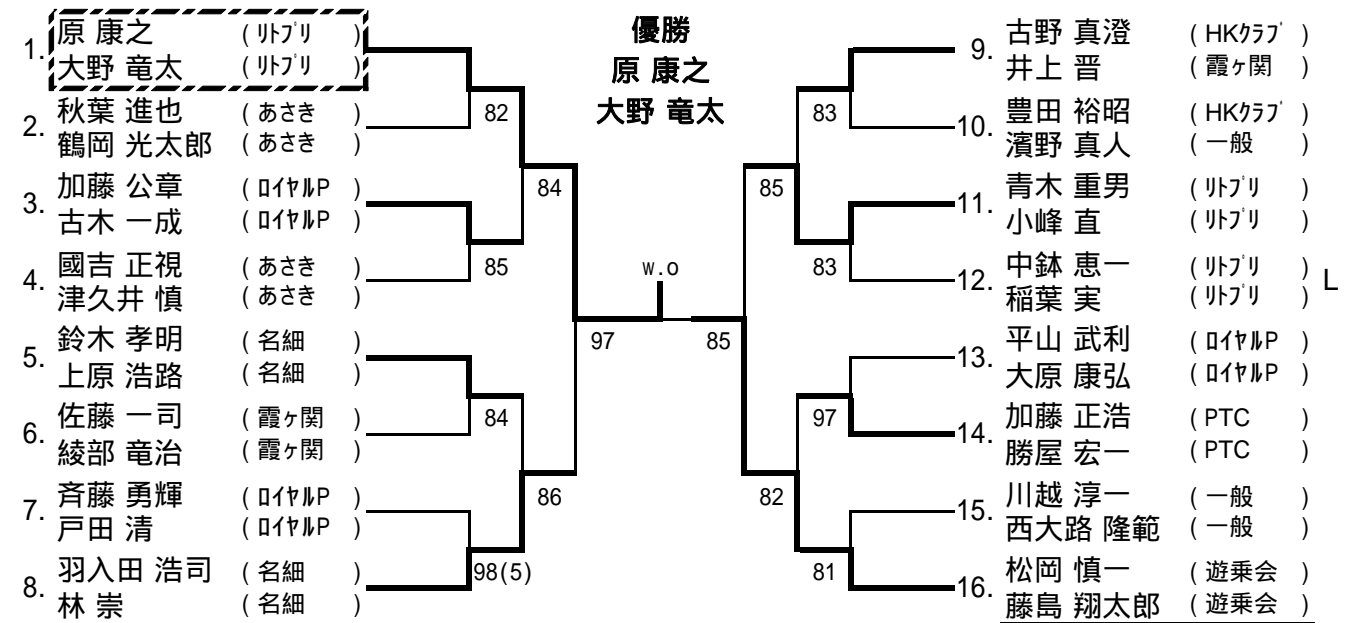 優勝
原 康之
大野 竜太
1. 原 康之 ( ﾘﾄﾌﾟﾘ )
大野 竜太 ( ﾘﾄﾌﾟﾘ )
82
2. 秋葉 進也 ( あさき )
鶴岡 光太郎 ( あさき )
84
3. 加藤 公章 ( ﾛｲﾔﾙP )
古木 一成 ( ﾛｲﾔﾙP )
85
4. 國吉 正視 ( あさき )
津久井 慎 ( あさき )
97
5. 鈴木 孝明 ( 名細 )
上原 浩路 ( 名細 )
84
6. 佐藤 一司 ( 霞ヶ関 )
綾部 竜治 ( 霞ヶ関 )
86
7. 斉藤 勇輝 ( ﾛｲﾔﾙP )
戸田 清 ( ﾛｲﾔﾙP )
98(5)
8. 羽入田 浩司 ( 名細 )
林 崇 ( 名細 )
w.o
9. 古野 真澄 ( HKｸﾗﾌﾞ )
井上 晋 ( 霞ヶ関 )
83
10. 豊田 裕昭 ( HKｸﾗﾌﾞ )
濱野 真人 ( 一般 )
85
11. 青木 重男 ( ﾘﾄﾌﾟﾘ )
小峰 直 ( ﾘﾄﾌﾟﾘ )
83
12. 中鉢 恵一 ( ﾘﾄﾌﾟﾘ ) L
稲葉 実 ( ﾘﾄﾌﾟﾘ )
85
13. 平山 武利 ( ﾛｲﾔﾙP )
大原 康弘 ( ﾛｲﾔﾙP )
97
14. 加藤 正浩 ( PTC )
勝屋 宏一 ( PTC )
82
15. 川越 淳一 ( 一般 )
西大路 隆範 ( 一般 )
81
16. 松岡 慎一 ( 遊乗会 )
藤島 翔太郎 ( 遊乗会 )